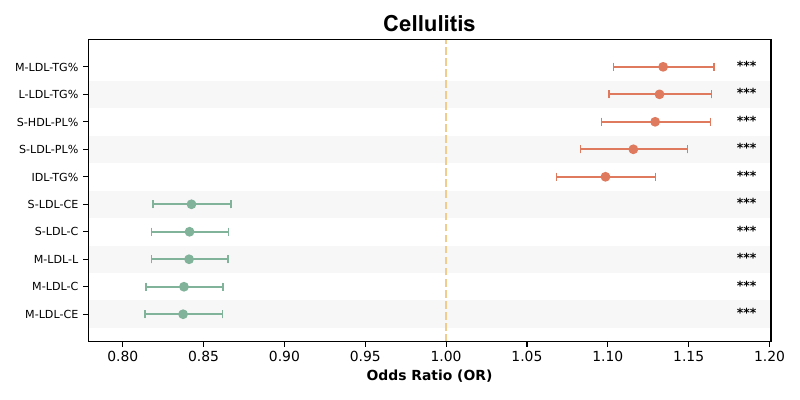 Cellulitis
M-LDL-TG% ***
L-LDL-TG% ***
S-HDL-PL% ***
S-LDL-PL% ***
IDL-TG% ***
S-LDL-CE ***
S-LDL-C ***
M-LDL-L ***
M-LDL-C ***
M-LDL-CE ***
0.80 0.85 0.90 0.95 1.00 1.05 1.10 1.15 1.20
Odds Ratio (OR)